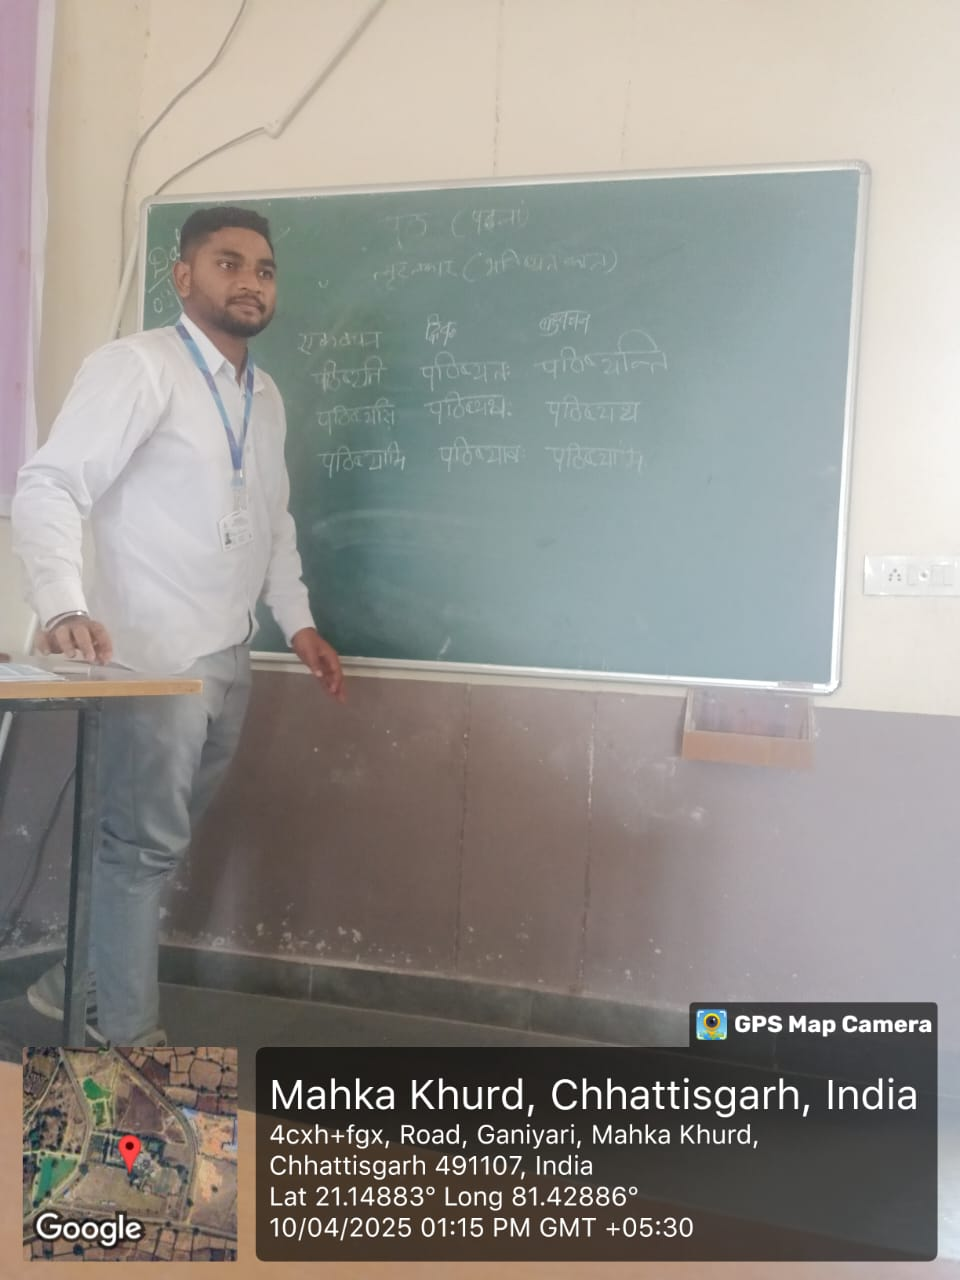 पठ (पढ़ना)
लृट लकार (भविष्यत काल)
एकवचन द्विव० बहुवचन
पठिष्यति पठिष्यतः पठिष्यन्ति
पठिष्यसि पठिष्यथः पठिष्यथ
पठिष्यामि पठिष्यावः
GPS Map Camera
Mahka Khurd, Chhattisgarh, India
4cxh+fgx, Road, Ganiyari, Mahka Khurd,
Chhattisgarh 491107, India
Lat 21.14883° Long 81.42886°
10/04/2025 01:15 PM GMT +05:30
Google